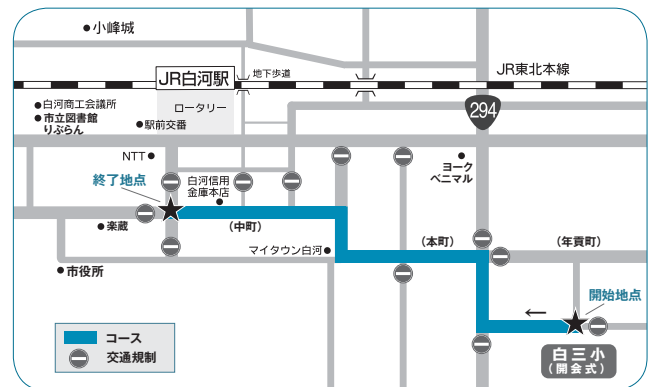 ●小峰城
JR白河駅
地下歩道
JR東北本線
●白河商工会議所
●市立図書館
りぶらん
ロータリー
●駅前交番
294
NTT●
ヨーク
ベニマル
終了地点
白河信用
金庫本店
●楽蔵
(中町)
マイタウン白河●
(本町)
(年貢町)
●市役所
開始地点
←
白三小
(開会式)
コース
交通規制